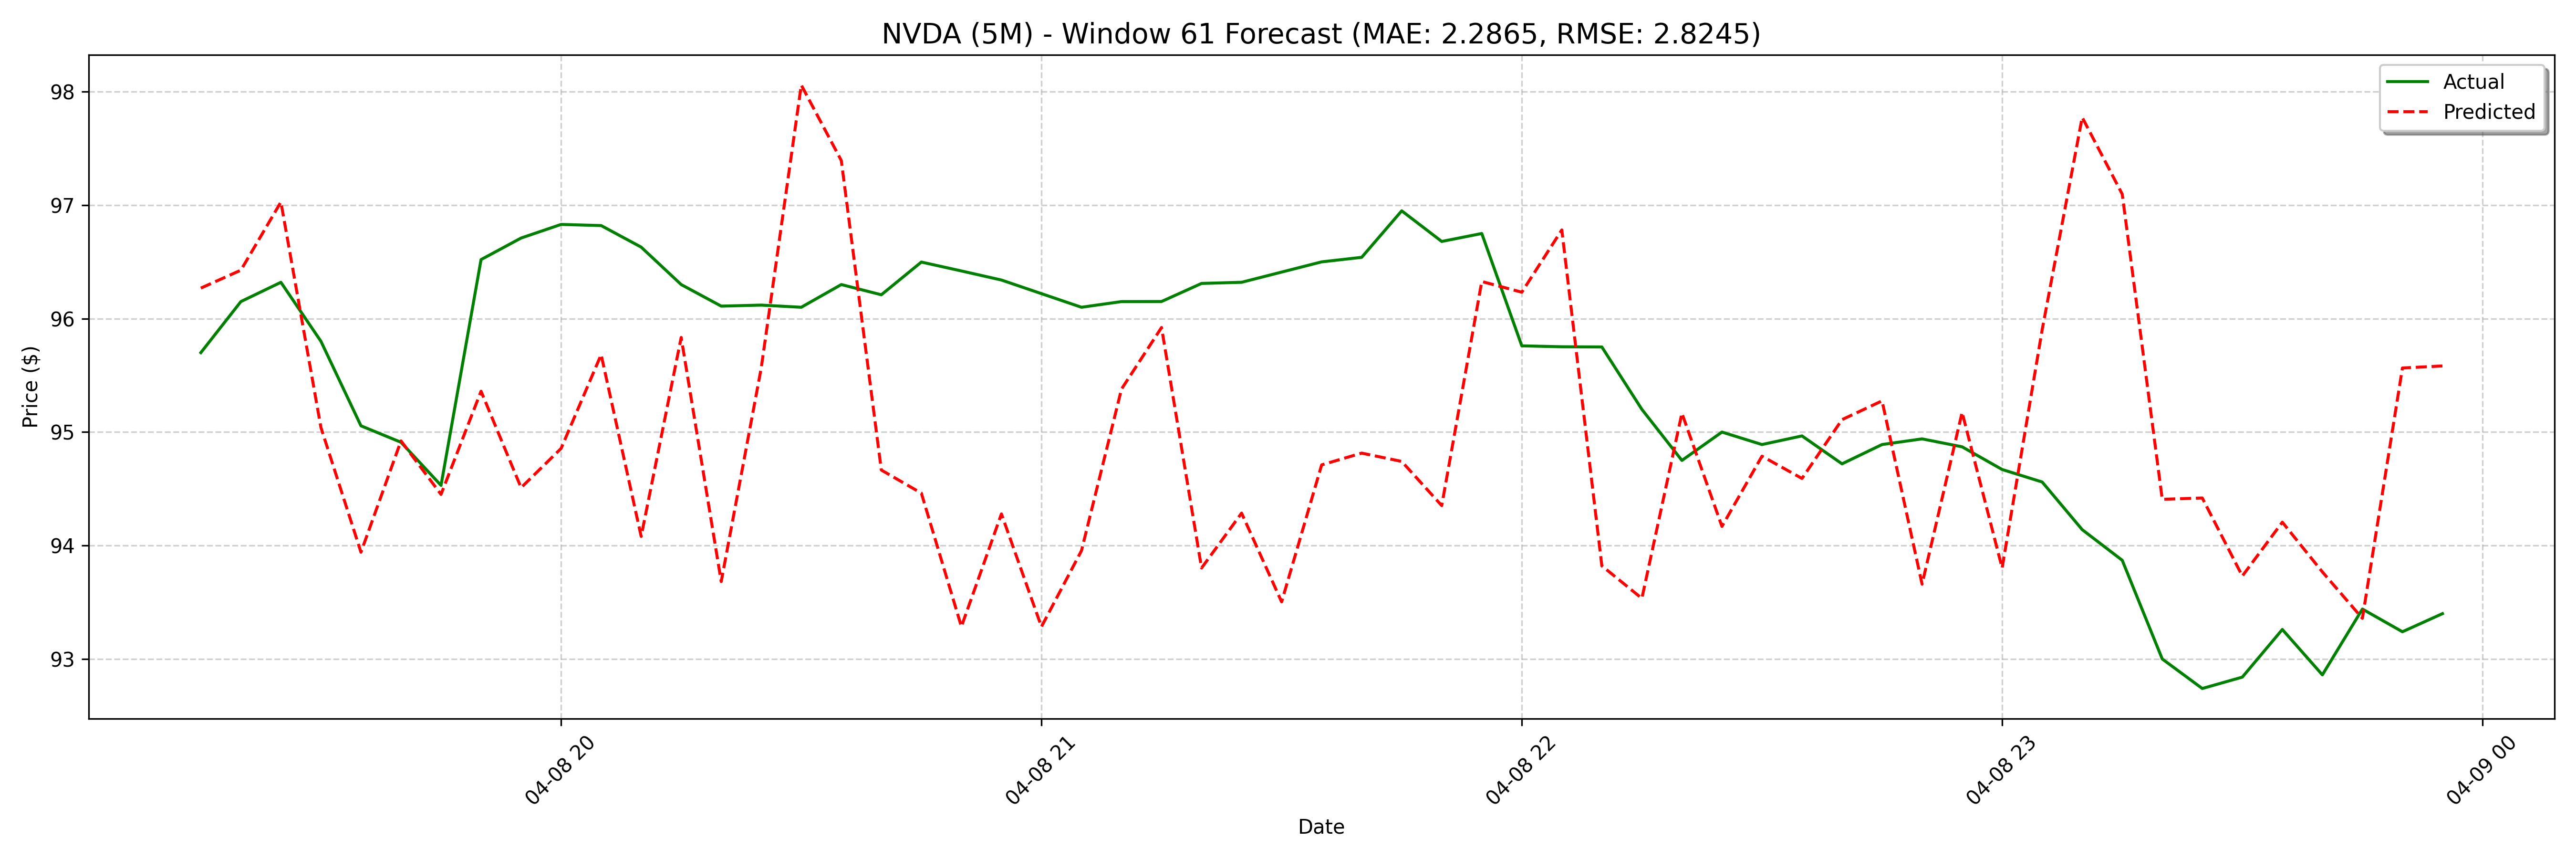 NVDA (5M) - Window 61 Forecast (MAE: 2.2865, RMSE: 2.8245)
Actual
Predicted
Price ($)
98
97
96
95
94
93
04-08 20
04-08 21
04-08 22
04-08 23
04-09 00
Date